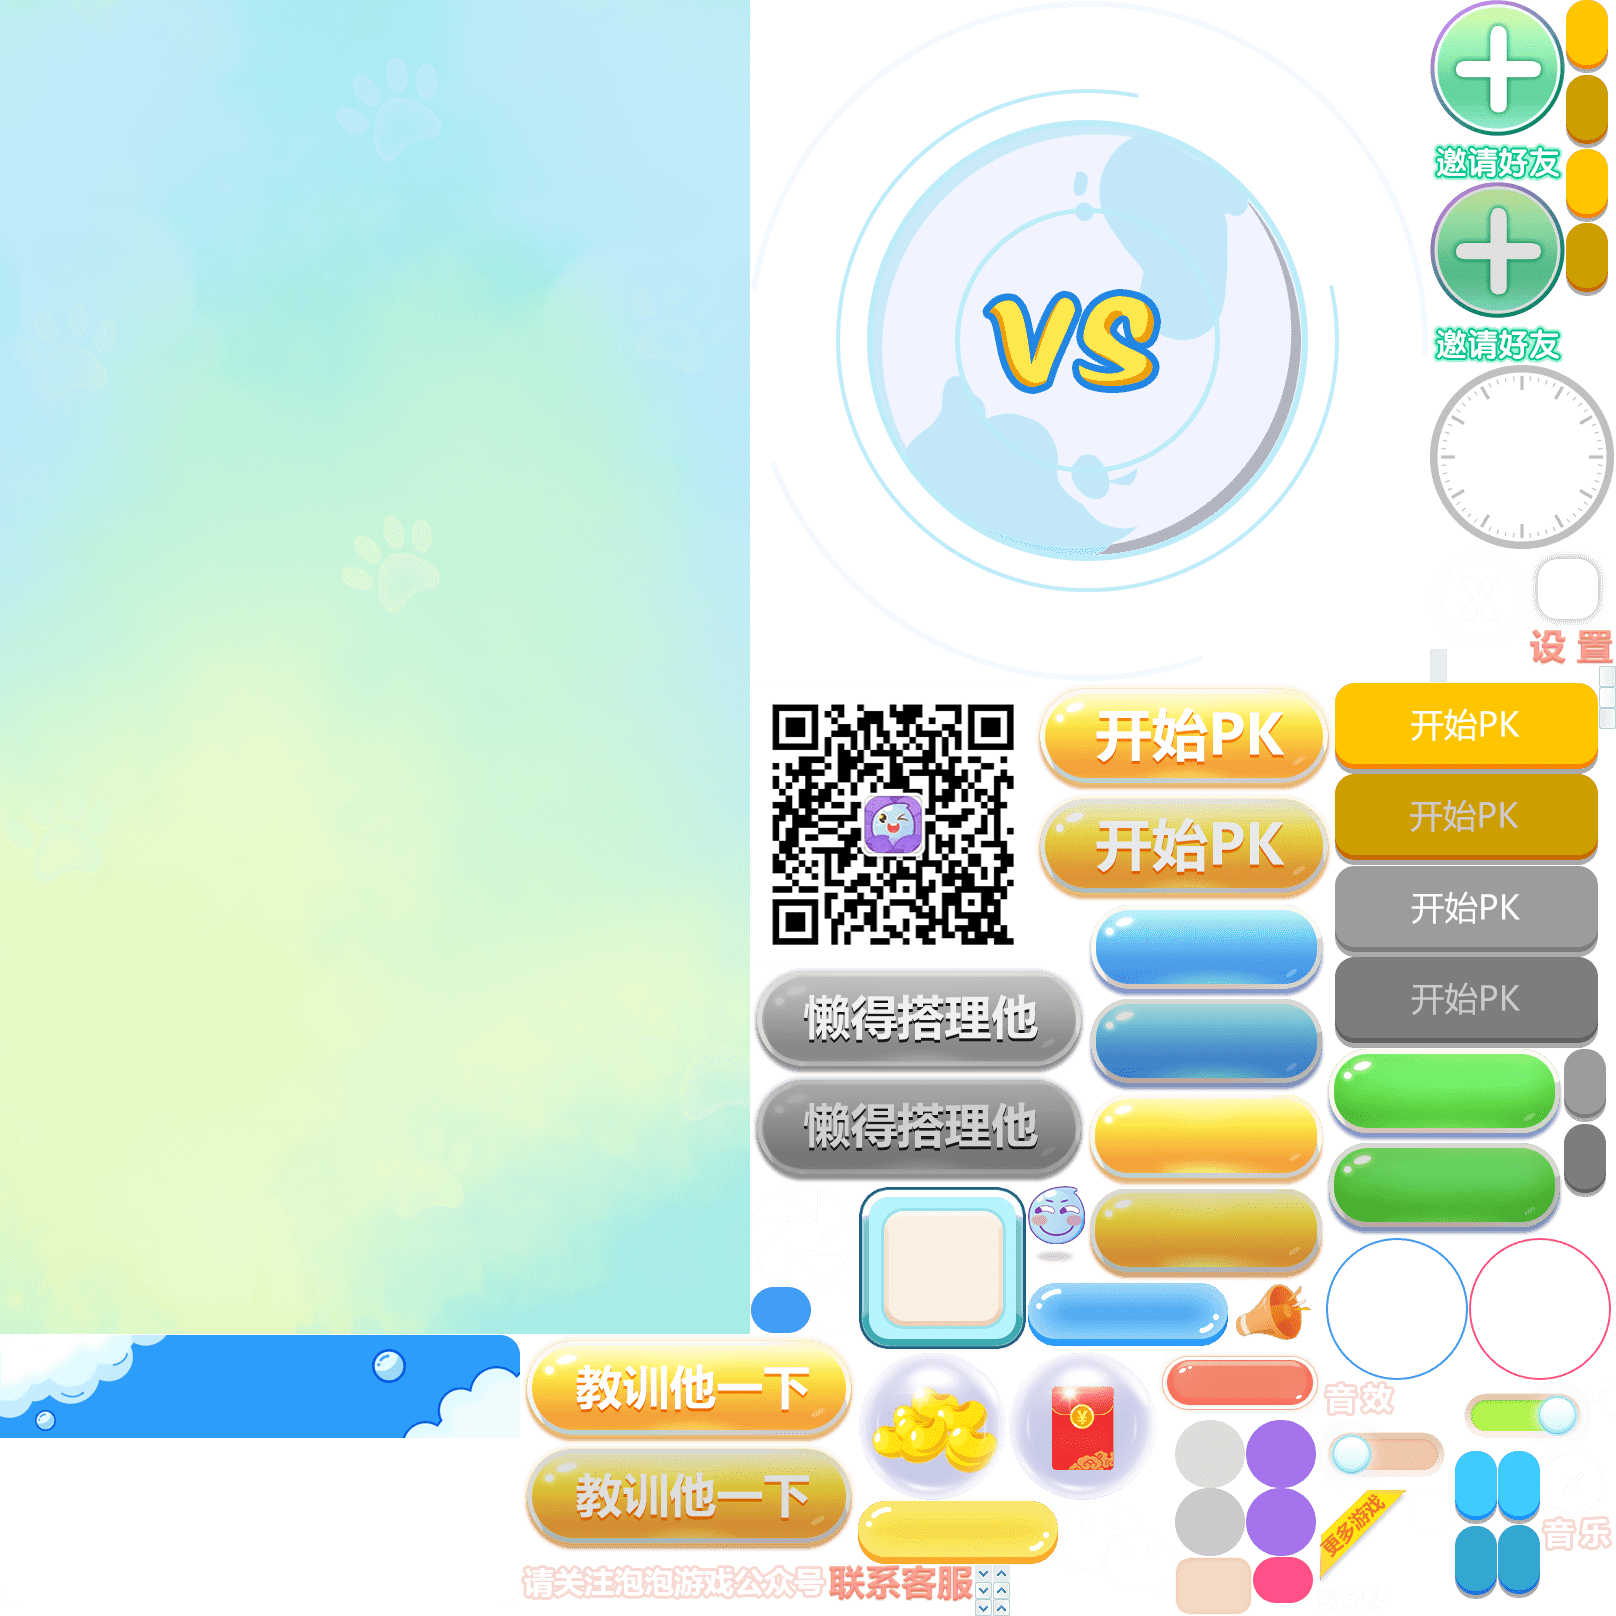 邀请好友
邀请好友
VS
设置
开始PK
开始PK
开始PK
开始PK
开始PK
开始PK
懒得搭理他
懒得搭理他
教训他一下
教训他一下
音效
更多游戏
音乐
请关注泡泡游戏公众号
联系客服